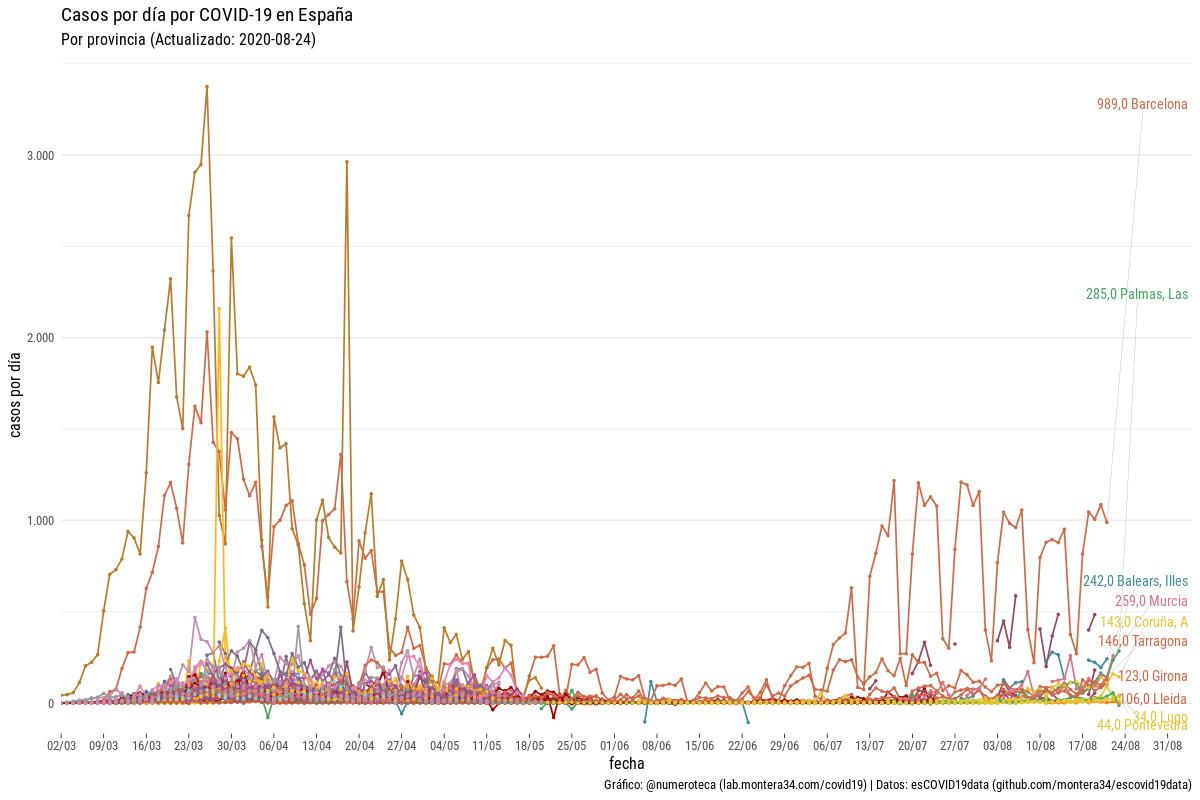 Casos por día por COVID-19 en España
Por provincia (Actualizado: 2020-08-24)
989,0 Barcelona
3.000
285,0 Palmas, Las
2.000
casos por día
1.000
242,0 Balears, Illes
259,0 Murcia
143,0 Coruña, A
146,0 Tarragona
123,0 Girona
106,0 Lleida
34,0 Lugo
44,0 Pontevedra
0
02/03 09/03 16/03 23/03 30/03 06/04 13/04 20/04 27/04 04/05 11/05 18/05 25/05 01/06 08/06 15/06 22/06 29/06 06/07 13/07 20/07 27/07 03/08 10/08 17/08 24/08 31/08
fecha
Gráfico: @numeroteca (lab.montera34.com/covid19) | Datos: esCOVID19data (github.com/montera34/escovid19data)